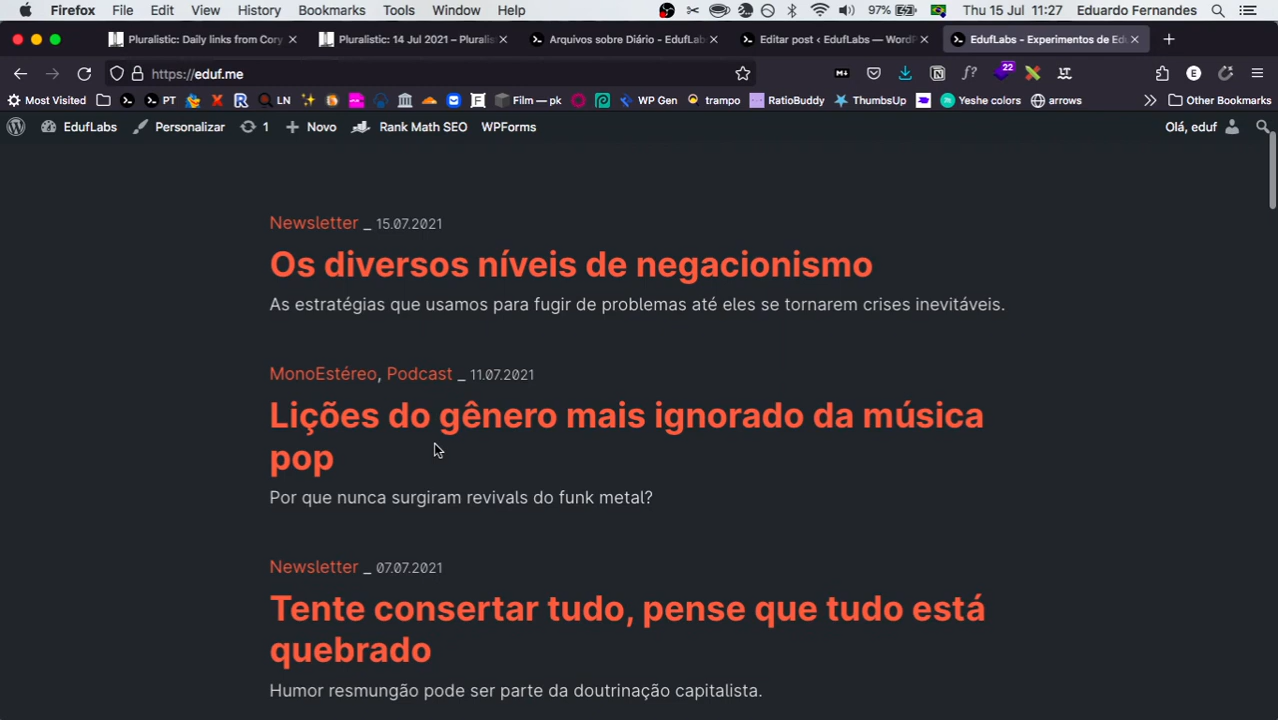 Firefox File Edit View History Bookmarks Tools Window Help 97% Thu 15 Jul 11:27 Eduardo Fernandes
Pluralistic: Daily links from Cory Pluralistic: 14 Jul 2021 – Pluralis Arquivos sobre Diário - EdufLab Editar post ‹ EdufLabs — WordP EdufLabs - Experimentos de Edu
https://eduf.me 22
Most Visited PT LN Film — pk WP Gen trampo RatioBuddy ThumbsUp Yeshe colors arrows Other Bookmarks
EdufLabs Personalizar 1 Novo Rank Math SEO WPForms Olá, eduf
Newsletter _ 15.07.2021
Os diversos níveis de negacionismo
As estratégias que usamos para fugir de problemas até eles se tornarem crises inevitáveis.
MonoEstéreo, Podcast _ 11.07.2021
Lições do gênero mais ignorado da música
pop
Por que nunca surgiram revivals do funk metal?
Newsletter _ 07.07.2021
Tente consertar tudo, pense que tudo está
quebrado
Humor resmungão pode ser parte da doutrinação capitalista.